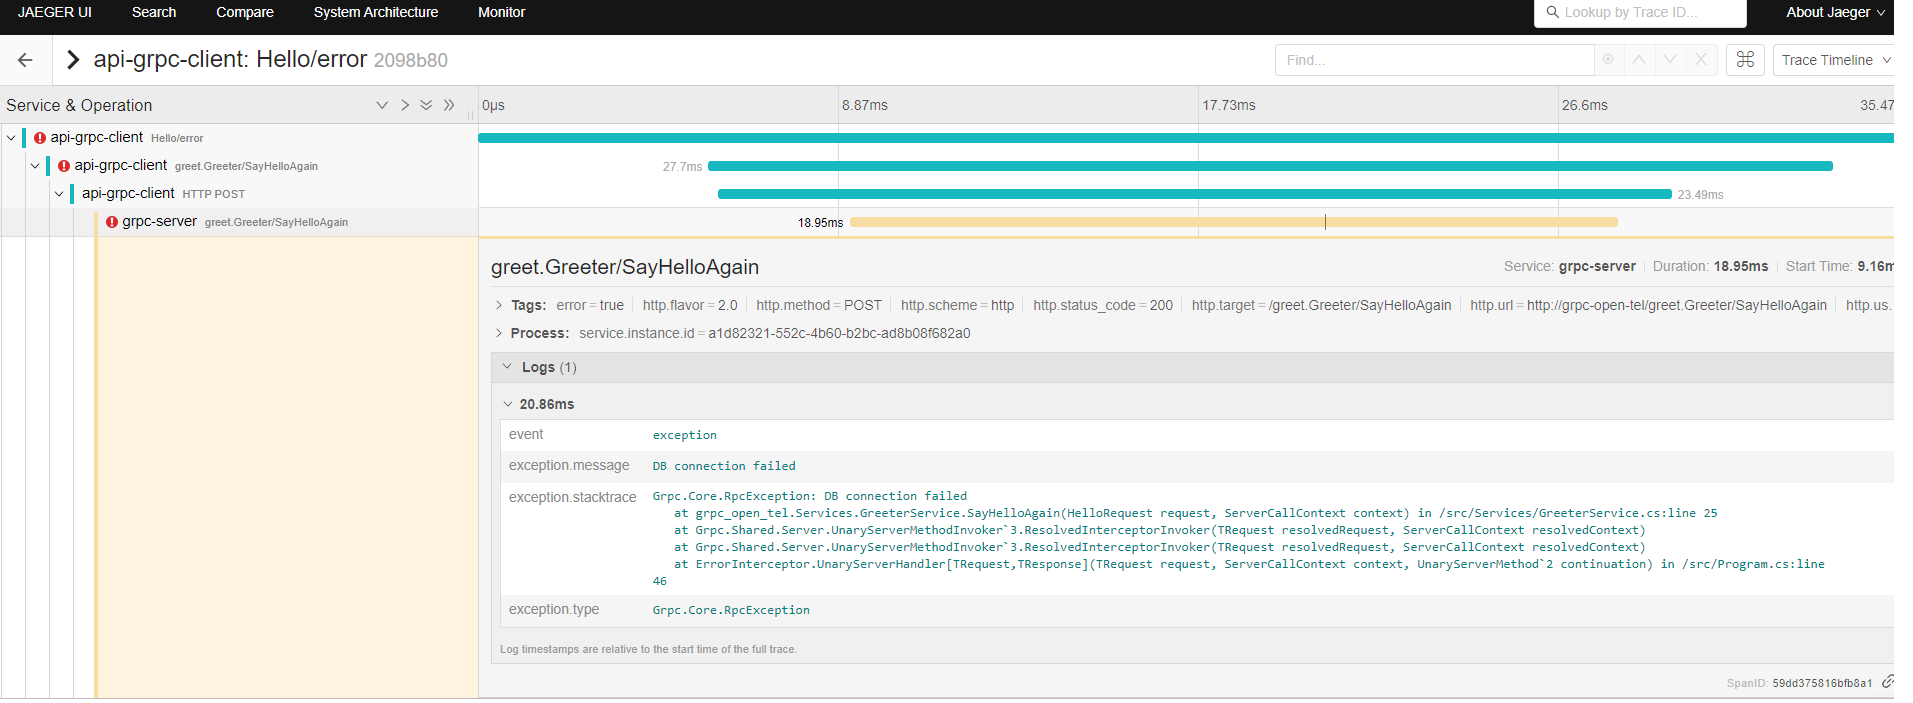 JAEGER UI Search Compare System Architecture Monitor Lookup by Trace ID... About Jaeger
api-grpc-client: Hello/error 2098b80 Find... Trace Timeline
Service & Operation 0μs 8.87ms 17.73ms 26.6ms 35.47
api-grpc-client Hello/error
api-grpc-client greet.Greeter/SayHelloAgain 27.7ms
api-grpc-client HTTP POST 23.49ms
grpc-server greet.Greeter/SayHelloAgain 18.95ms
greet.Greeter/SayHelloAgain Service: grpc-server Duration: 18.95ms Start Time: 9.16m
Tags: error = true http.flavor = 2.0 http.method = POST http.scheme = http http.status_code = 200 http.target = /greet.Greeter/SayHelloAgain http.url = http://grpc-open-tel/greet.Greeter/SayHelloAgain http.us.
Process: service.instance.id = a1d82321-552c-4b60-b2bc-ad8b08f682a0
Logs (1)
20.86ms
event exception
exception.message DB connection failed
exception.stacktrace Grpc.Core.RpcException: DB connection failed
at grpc_open_tel.Services.GreeterService.SayHelloAgain(HelloRequest request, ServerCallContext context) in /src/Services/GreeterService.cs:line 25
at Grpc.Shared.Server.UnaryServerMethodInvoker`3.ResolvedInterceptorInvoker(TRequest resolvedRequest, ServerCallContext resolvedContext)
at Grpc.Shared.Server.UnaryServerMethodInvoker`3.ResolvedInterceptorInvoker(TRequest resolvedRequest, ServerCallContext resolvedContext)
at ErrorInterceptor.UnaryServerHandler[TRequest,TResponse](TRequest request, ServerCallContext context, UnaryServerMethod`2 continuation) in /src/Program.cs:line
46
exception.type Grpc.Core.RpcException
Log timestamps are relative to the start time of the full trace.
SpanID: 59dd375816bfb8a1